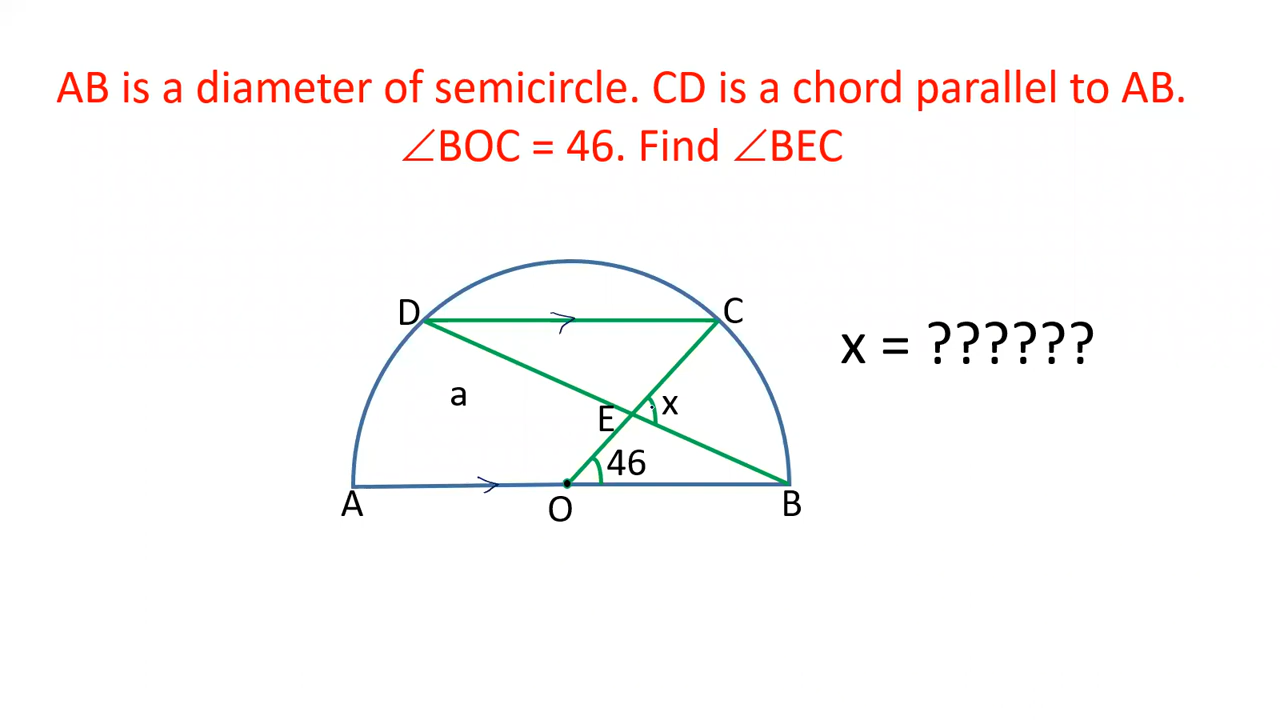 AB is a diameter of semicircle. CD is a chord parallel to AB.
∠BOC = 46. Find ∠BEC
D
C
x = ??????
a
E
x
46
A
O
B